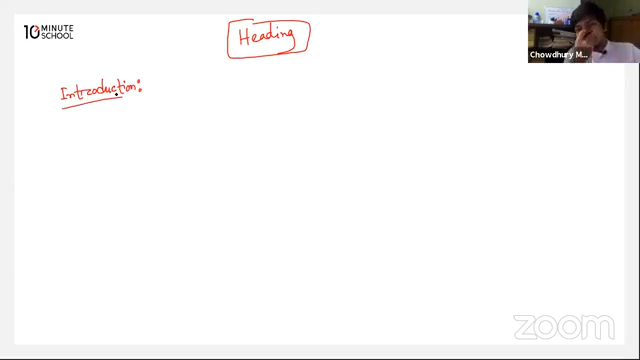 10 MINUTE
SCHOOL
Heading
Chowdhury M...
Introduction:
zoom